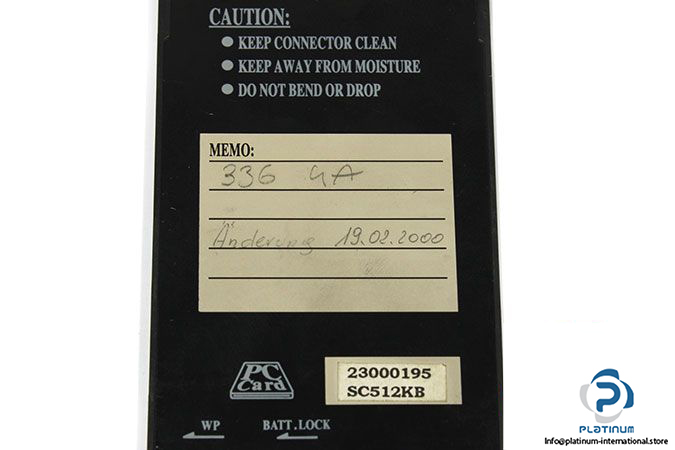 CAUTION:
● KEEP CONNECTOR CLEAN
● KEEP AWAY FROM MOISTURE
● DO NOT BEND OR DROP
MEMO:
336 4A
Änderung 19.02.2000
PC
Card
23000195
SC512KB
WP BATT.LOCK
PLATINUM
Info@platinum-international.store